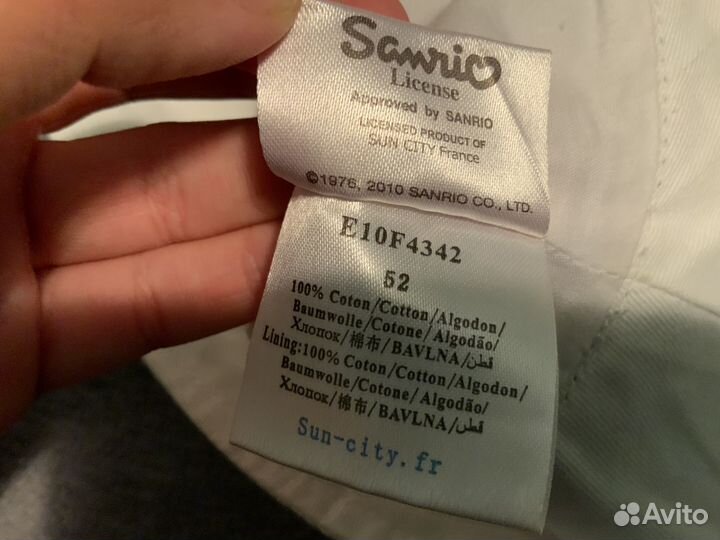 Sanrio
License
Approved by SANRIO
LICENSED PRODUCT OF
SUN CITY France
©1976, 2010 SANRIO CO., LTD.
E10F4342
52
100% Coton/Cotton/Algodon/
Baumwolle/Cotone/Algodão/
Хлопок/棉布/BAVLNA/قطن/
Lining:100% Coton/Cotton/Algodon/
Baumwolle/Cotone/Algodão/
Хлопок/棉布/BAVLNA/قطن/
Sun-city.fr
Avito